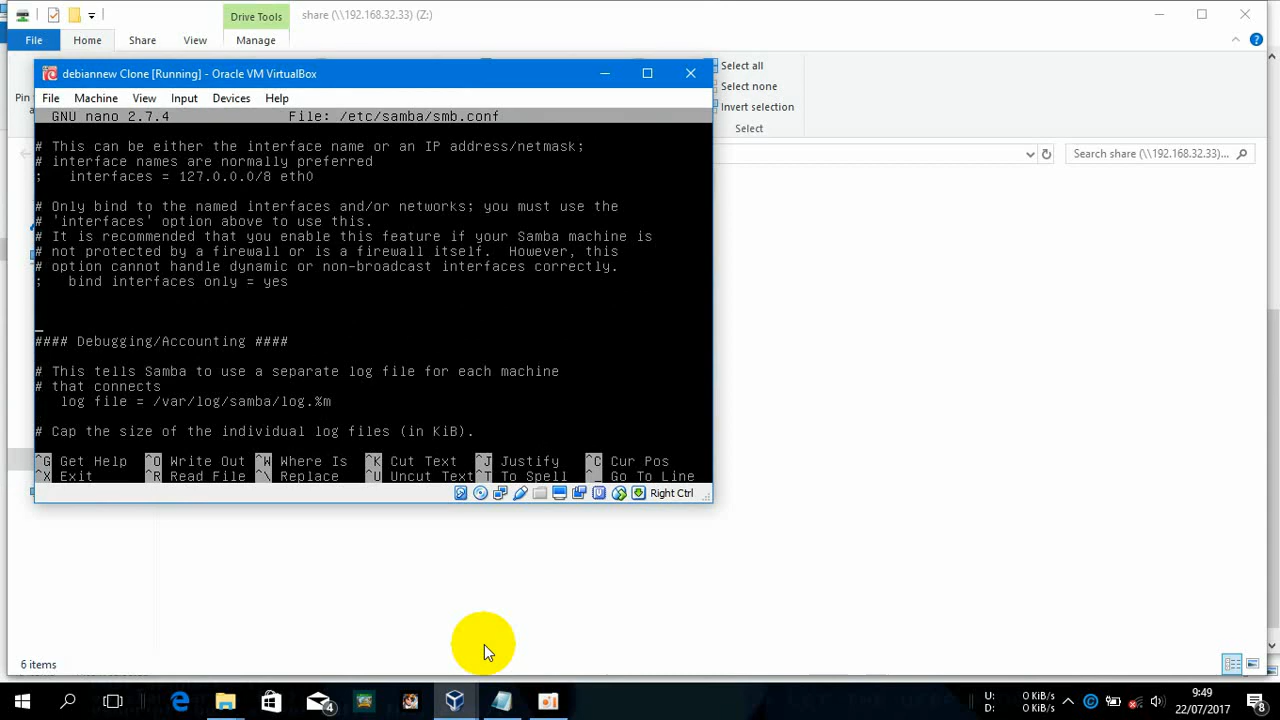 Drive Tools
share (\\192.168.32.33) (Z:)
File
Home
Share
View
Manage
Select all
Select none
Invert selection
Select
Pin
Search share (\\192.168.32.33)...
debiannew Clone [Running] - Oracle VM VirtualBox
File
Machine
View
Input
Devices
Help
GNU nano 2.7.4 File: /etc/samba/smb.conf
# This can be either the interface name or an IP address/netmask;
# interface names are normally preferred
; interfaces = 127.0.0.0/8 eth0
# Only bind to the named interfaces and/or networks; you must use the
# 'interfaces' option above to use this.
# It is recommended that you enable this feature if your Samba machine is
# not protected by a firewall or is a firewall itself. However, this
# option cannot handle dynamic or non-broadcast interfaces correctly.
; bind interfaces only = yes
#### Debugging/Accounting ####
# This tells Samba to use a separate log file for each machine
# that connects
log file = /var/log/samba/log.%m
# Cap the size of the individual log files (in KiB).
^G Get Help ^O Write Out ^W Where Is ^K Cut Text ^J Justify ^C Cur Pos
^X Exit ^R Read File ^\ Replace ^U Uncut Text ^T To Spell ^_ Go To Line
Right Ctrl
6 items
4
U: 0 KiB/s
D: 0 KiB/s
9:49
22/07/2017
8